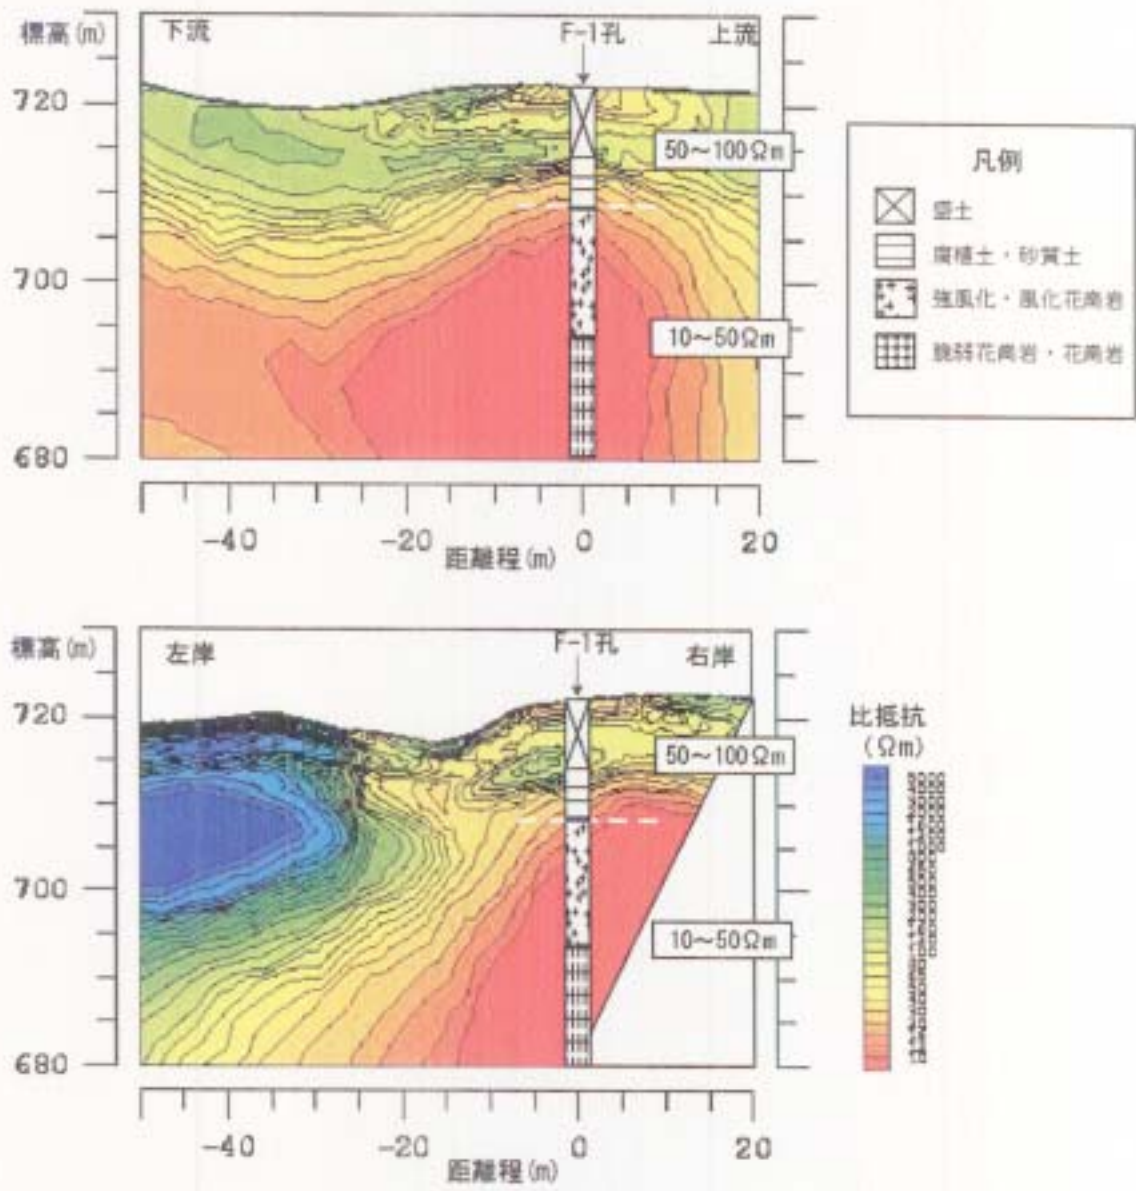 標高(m)
下流
F-1孔
上流
720
700
680
50～100Ωm
10～50Ωm
-40
-20
0
20
距離程(m)
凡例
盛土
腐植土・砂質土
強風化・風化花崗岩
脆弱花崗岩・花崗岩
標高(m)
左岸
F-1孔
右岸
720
700
680
50～100Ωm
10～50Ωm
-40
-20
0
20
距離程(m)
比抵抗
(Ωm)